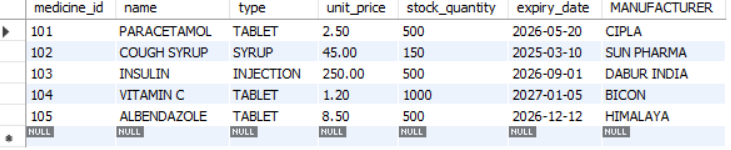 medicine_id name type unit_price stock_quantity expiry_date MANUFACTURER
101 PARACETAMOL TABLET 2.50 500 2026-05-20 CIPLA
102 COUGH SYRUP SYRUP 45.00 150 2025-03-10 SUN PHARMA
103 INSULIN INJECTION 250.00 500 2026-09-01 DABUR INDIA
104 VITAMIN C TABLET 1.20 1000 2027-01-05 BICON
105 ALBENDAZOLE TABLET 8.50 500 2026-12-12 HIMALAYA
NULL NULL NULL NULL NULL NULL NULL